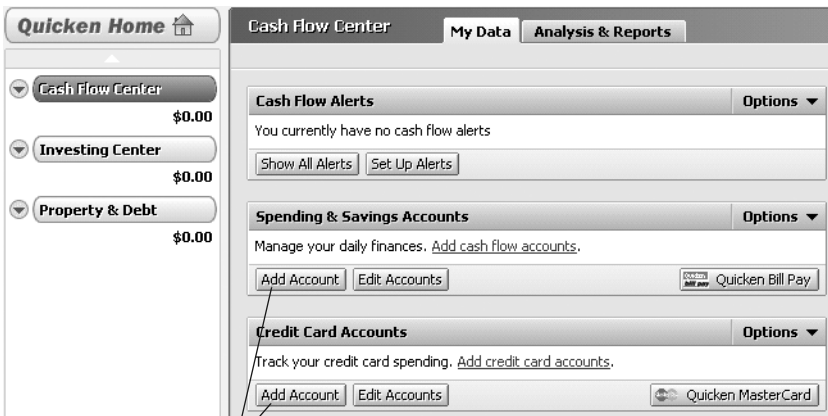 Quicken Home
Cash Flow Center
$0.00
Investing Center
$0.00
Property & Debt
$0.00
Cash Flow Center
My Data
Analysis & Reports
Cash Flow Alerts
Options
You currently have no cash flow alerts
Show All Alerts
Set Up Alerts
Spending & Savings Accounts
Options
Manage your daily finances. Add cash flow accounts.
Add Account
Edit Accounts
Quicken bill pay
Quicken Bill Pay
Credit Card Accounts
Options
Track your credit card spending. Add credit card accounts.
Add Account
Edit Accounts
Quicken MasterCard